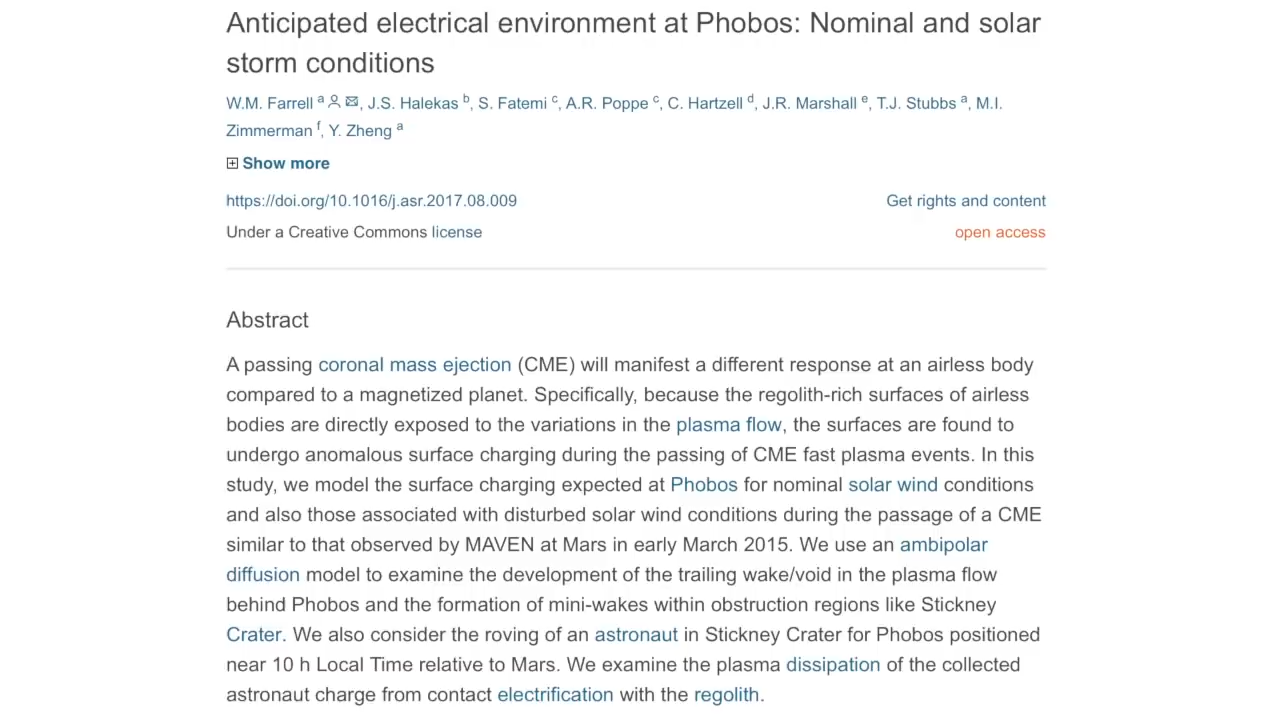 Anticipated electrical environment at Phobos: Nominal and solar
storm conditions
W.M. Farrell a, J.S. Halekas b, S. Fatemi c, A.R. Poppe c, C. Hartzell d, J.R. Marshall e, T.J. Stubbs a, M.I.
Zimmerman f, Y. Zheng a
Show more
https://doi.org/10.1016/j.asr.2017.08.009 Get rights and content
Under a Creative Commons license open access
Abstract
A passing coronal mass ejection (CME) will manifest a different response at an airless body
compared to a magnetized planet. Specifically, because the regolith-rich surfaces of airless
bodies are directly exposed to the variations in the plasma flow, the surfaces are found to
undergo anomalous surface charging during the passing of CME fast plasma events. In this
study, we model the surface charging expected at Phobos for nominal solar wind conditions
and also those associated with disturbed solar wind conditions during the passage of a CME
similar to that observed by MAVEN at Mars in early March 2015. We use an ambipolar
diffusion model to examine the development of the trailing wake/void in the plasma flow
behind Phobos and the formation of mini-wakes within obstruction regions like Stickney
Crater. We also consider the roving of an astronaut in Stickney Crater for Phobos positioned
near 10 h Local Time relative to Mars. We examine the plasma dissipation of the collected
astronaut charge from contact electrification with the regolith.